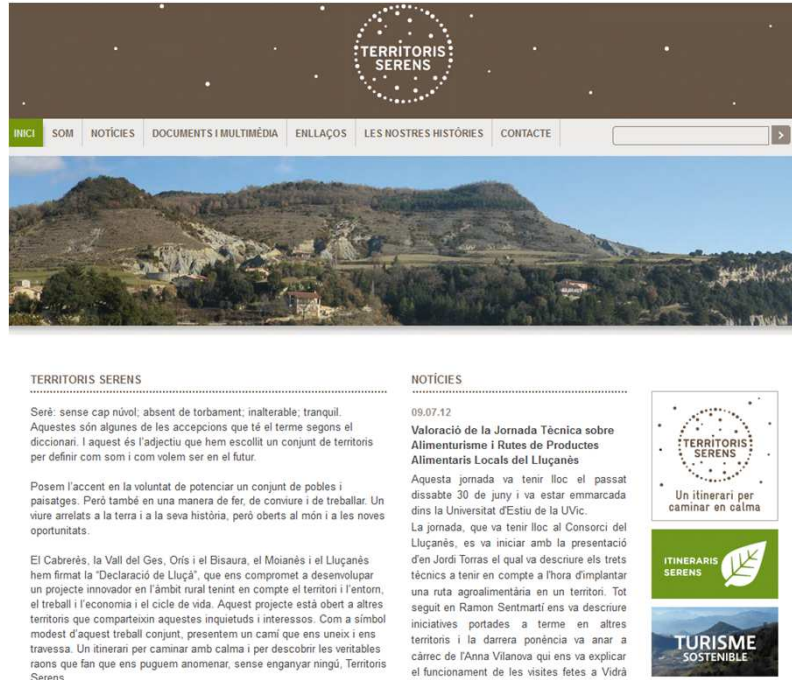 TERRITORIS
SERENS
INICI
SOM
NOTÍCIES
DOCUMENTS I MULTIMÈDIA
ENLLAÇOS
LES NOSTRES HISTÒRIES
CONTACTE
>
TERRITORIS SERENS
Serè: sense cap núvol; absent de torbament; inalterable; tranquil.
Aquestes són algunes de les accepcions que té el terme segons el
diccionari. I aquest és l'adjectiu que hem escollit un conjunt de territoris
per definir com som i com volem ser en el futur.
Posem l'accent en la voluntat de potenciar un conjunt de pobles i
paisatges. Però també en una manera de fer, de conviure i de treballar. Un
viure arrelats a la terra i a la seva història, però oberts al món i a les noves
oportunitats.
El Cabrerès, la Vall del Ges, Orís i el Bisaura, el Moianès i el Lluçanès
hem firmat la "Declaració de Lluçà", que ens compromet a desenvolupar
un projecte innovador en l'àmbit rural tenint en compte el territori i l'entorn,
el treball i l'economia i el cicle de vida. Aquest projecte està obert a altres
territoris que comparteixin aquestes inquietuds i interessos. Com a símbol
modest d'aquest treball conjunt, presentem un camí que ens uneix i ens
travessa. Un itinerari per caminar amb calma i per descobrir les veritables
raons que fan que ens puguem anomenar, sense enganyar ningú, Territoris
Serens.
NOTÍCIES
09.07.12
Valoració de la Jornada Tècnica sobre
Alimenturisme i Rutes de Productes
Alimentaris Locals del Lluçanès
Aquesta jornada va tenir lloc el passat
dissabte 30 de juny i va estar emmarcada
dins la Universitat d'Estiu de la UVic.
La jornada, que va tenir lloc al Consorci del
Lluçanès, es va iniciar amb la presentació
d'en Jordi Torras el qual va descriure els trets
tècnics a tenir en compte a l'hora d'implantar
una ruta agroalimentària en un territori. Tot
seguit en Ramon Sentmartí ens va descriure
iniciatives portades a terme en altres
territoris i la darrera ponència va anar a
càrrec de l'Anna Vilanova qui ens va explicar
el funcionament de les visites fetes a Vidrà
TERRITORIS
SERENS
Un itinerari per
caminar en calma
ITINERARIS
SERENS
TURISME
SOSTENIBLE